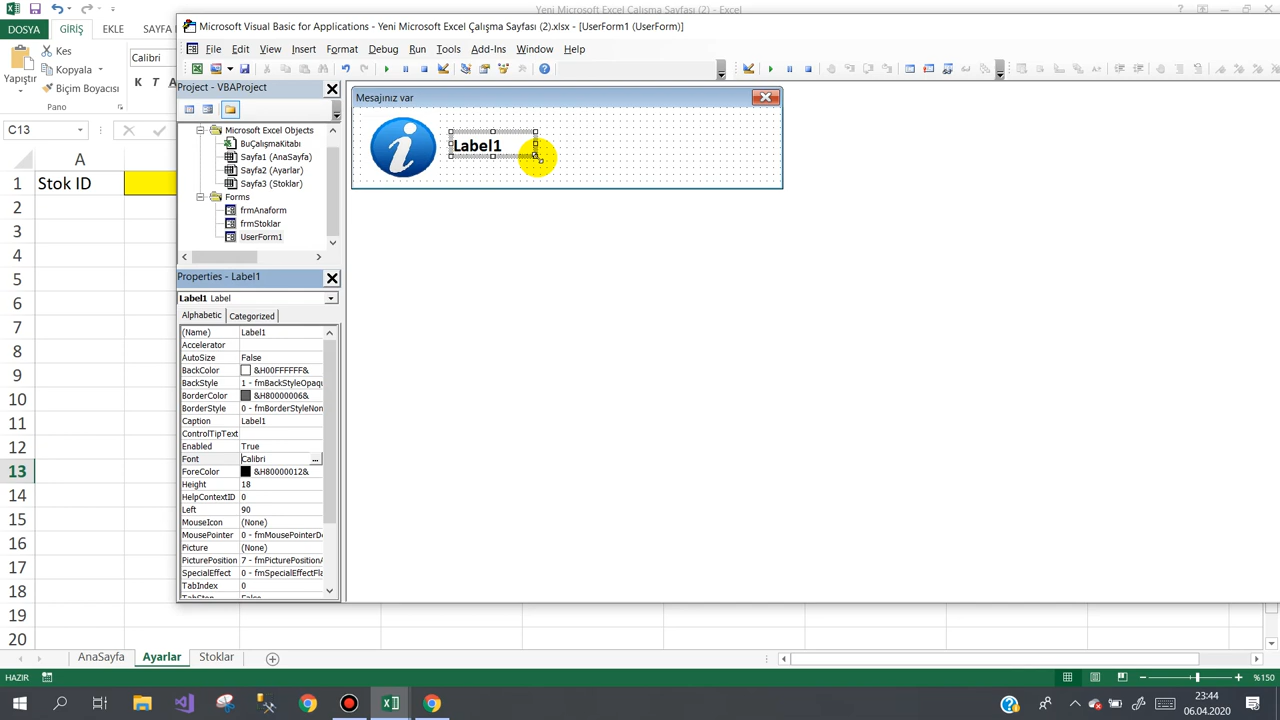 Yeni Microsoft Excel Çalışma Sayfası (2) - Excel
DOSYA GİRİŞ EKLE SAYFA
Kes
Kopyala
Yapıştır
Biçim Boyacısı
Pano
Calibri
K T
C13
A
1 Stok ID
2
3
4
5
6
7
8
9
10
11
12
13
14
15
16
17
18
19
20
Microsoft Visual Basic for Applications - Yeni Microsoft Excel Çalışma Sayfası (2).xlsx - [UserForm1 (UserForm)]
File Edit View Insert Format Debug Run Tools Add-Ins Window Help
Project - VBAProject
Microsoft Excel Objects
BuÇalışmaKitabı
Sayfa1 (AnaSayfa)
Sayfa2 (Ayarlar)
Sayfa3 (Stoklar)
Forms
frmAnaform
frmStoklar
UserForm1
Properties - Label1
Label1 Label
Alphabetic Categorized
(Name) Label1
Accelerator
AutoSize False
BackColor &H00FFFFFF&
BackStyle 1 - fmBackStyleOpaqu
BorderColor &H80000006&
BorderStyle 0 - fmBorderStyleNon
Caption Label1
ControlTipText
Enabled True
Font Calibri ...
ForeColor &H80000012&
Height 18
HelpContextID 0
Left 90
MouseIcon (None)
MousePointer 0 - fmMousePointerDe
Picture (None)
PicturePosition 7 - fmPicturePositionA
SpecialEffect 0 - fmSpecialEffectFla
TabIndex 0
TabStop False
Mesajınız var
i Label1
AnaSayfa Ayarlar Stoklar
HAZIR
%150
23:44
06.04.2020